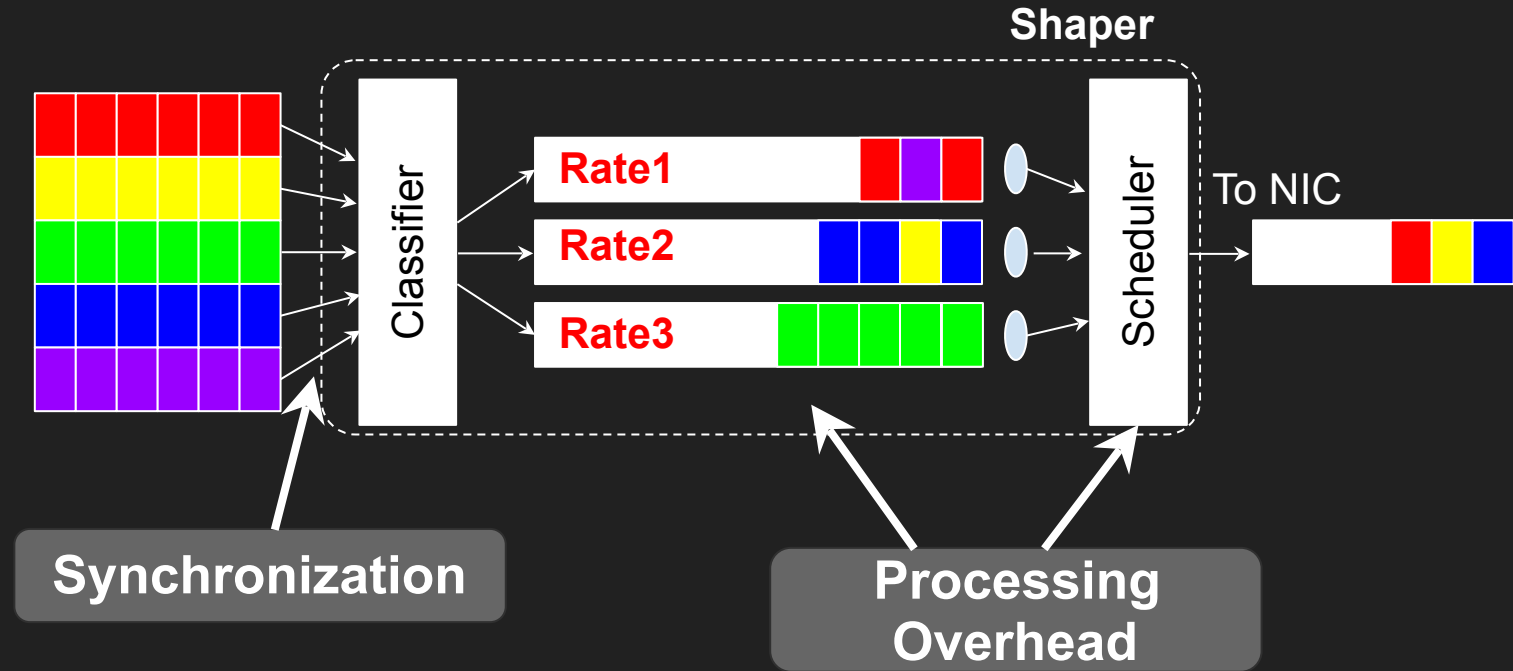 Shaper
Classifier
Rate1
Rate2
Rate3
Scheduler
To NIC
Synchronization
Processing
Overhead